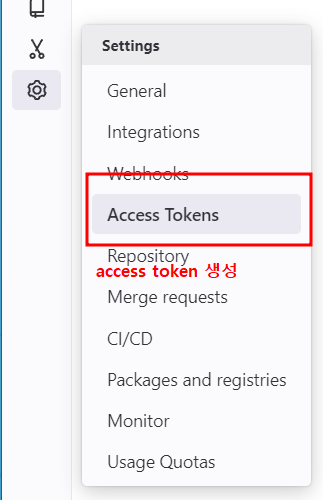 Settings
General
Integrations
Webhooks
Access Tokens
Repository
access token 생성
Merge requests
CI/CD
Packages and registries
Monitor
Usage Quotas